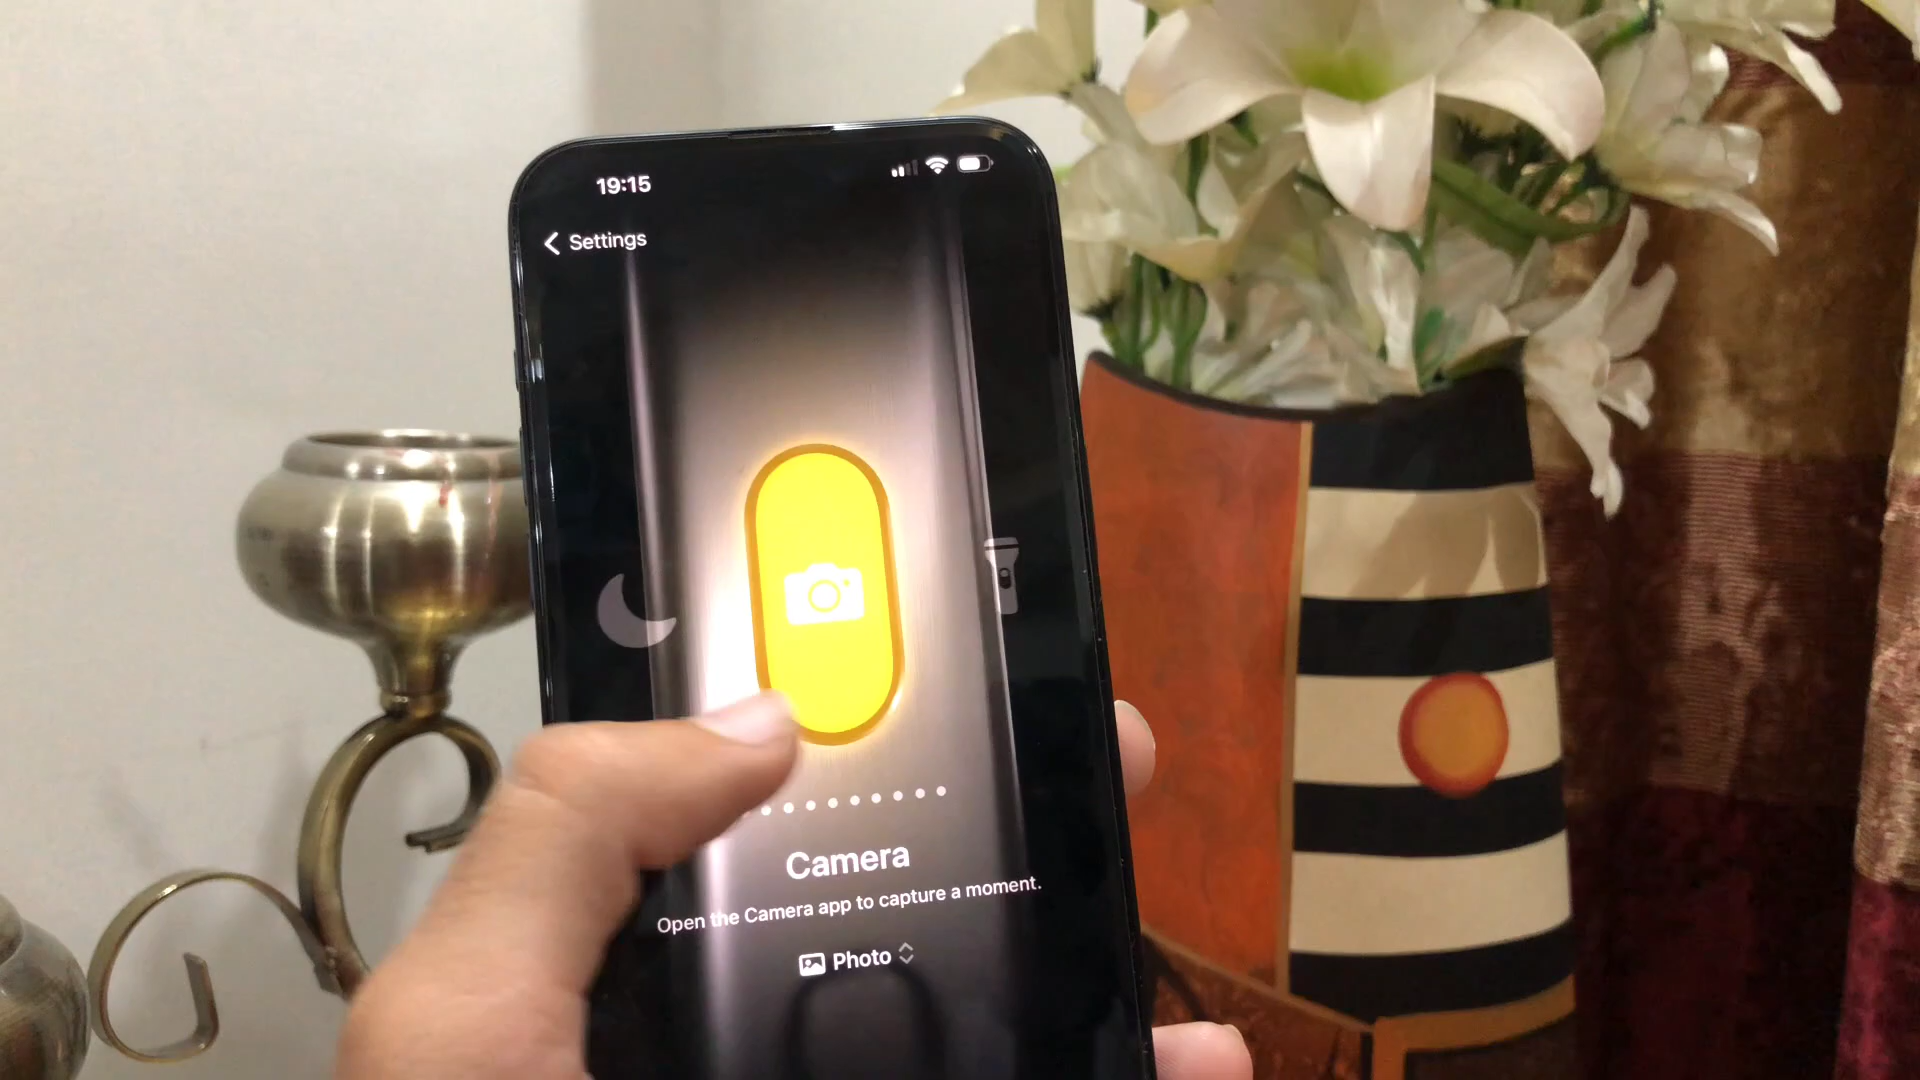 19:15
Settings
Camera
Open the Camera app to capture a moment.
Photo